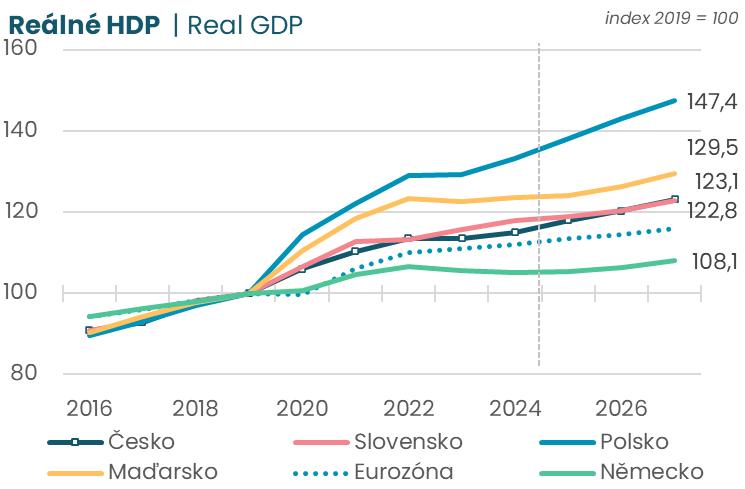 Reálné HDP | Real GDP
index 2019 = 100
160
140
120
100
80
147,4
129,5
123,1
122,8
108,1
2016 2018 2020 2022 2024 2026
Česko Slovensko Polsko
Maďarsko Eurozóna Německo